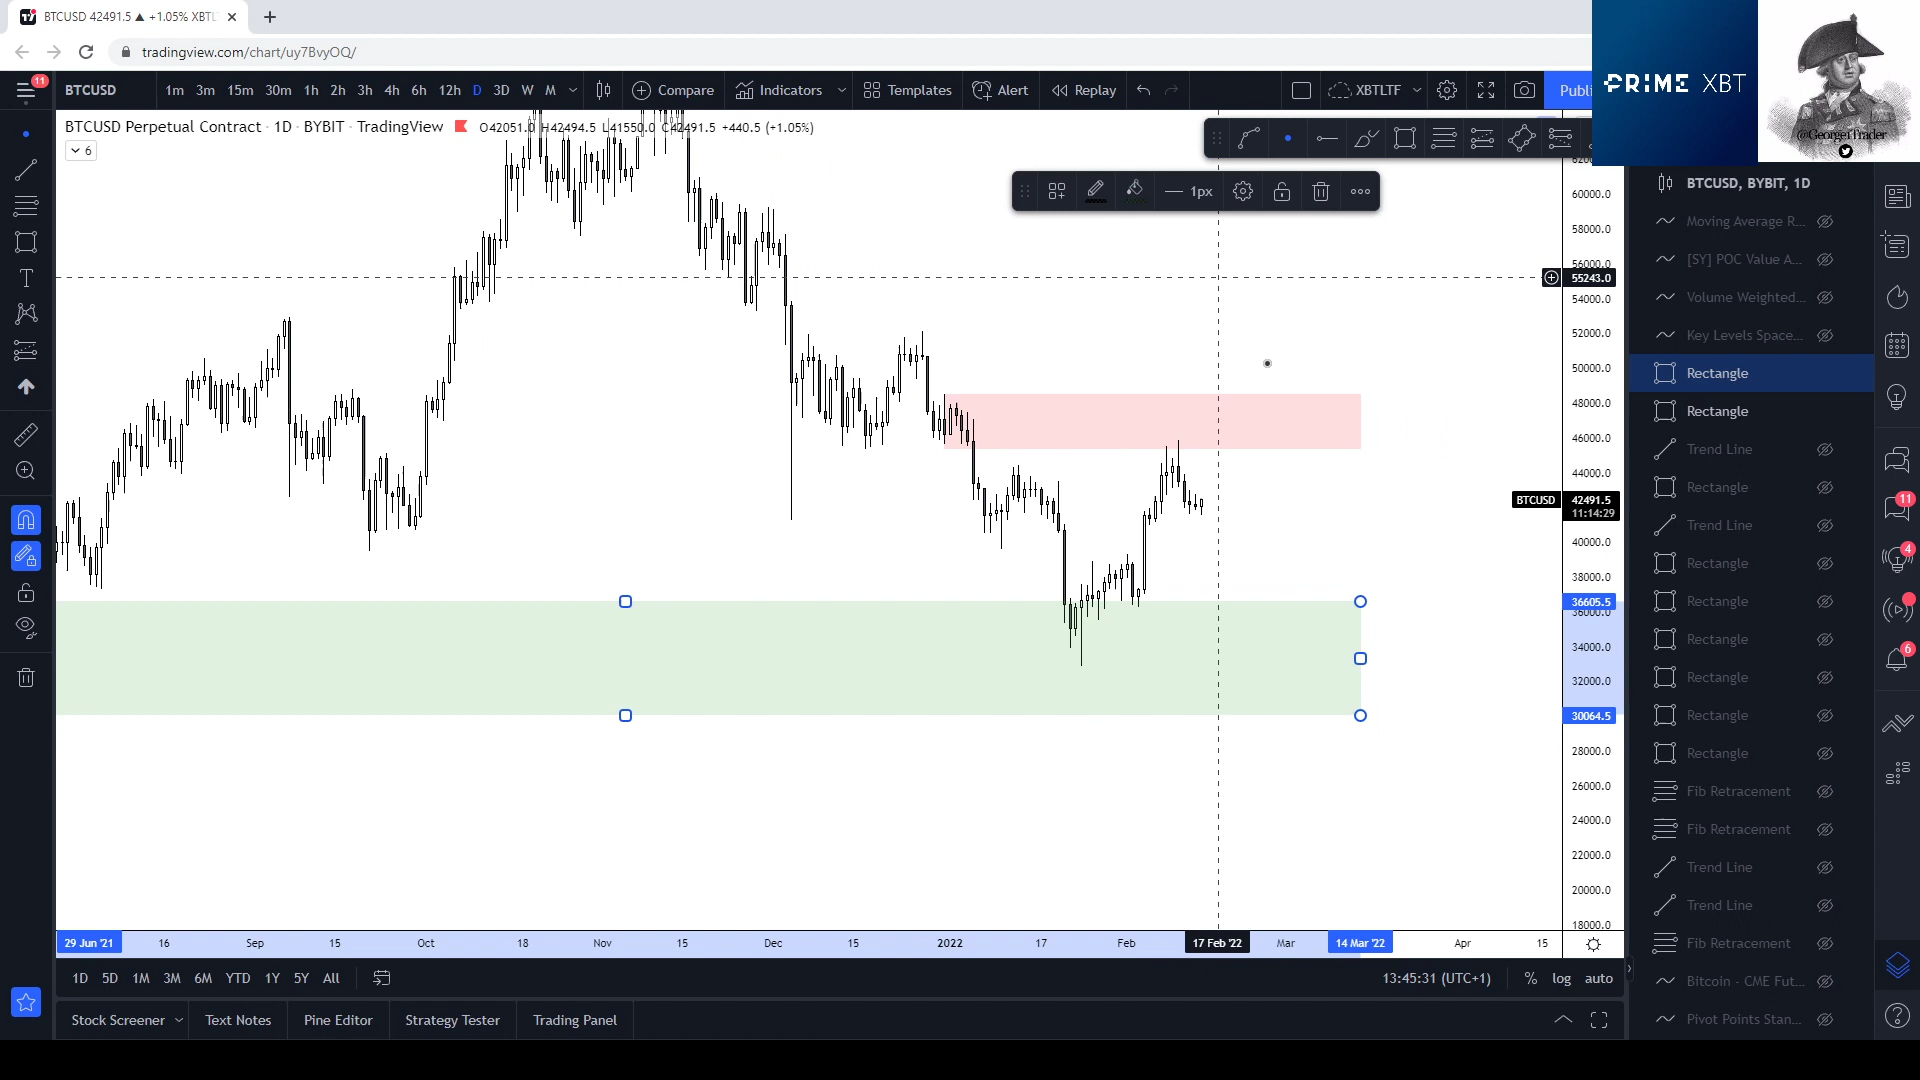 BTCUSD 42491.5 ▲ +1.05% XBTLT
tradingview.com/chart/uy7BvyOQ/
PRIME XBT
@George1Trader
11
BTCUSD 1m 3m 15m 30m 1h 2h 3h 4h 6h 12h D 3D W M Compare Indicators Templates Alert Replay XBTLTF Publi
BTCUSD Perpetual Contract · 1D · BYBIT · TradingView O42051.0 H42494.5 L41550.0 C42491.5 +440.5 (+1.05%)
6
1px
60000.0
58000.0
56000.0
55243.0
54000.0
52000.0
50000.0
48000.0
46000.0
44000.0
BTCUSD 42491.5
11:14:29
40000.0
38000.0
36605.5
36000.0
34000.0
32000.0
30064.5
28000.0
26000.0
24000.0
22000.0
20000.0
18000.0
29 Jun '21 16 Sep 15 Oct 18 Nov 15 Dec 15 2022 17 Feb 17 Feb '22 Mar 14 Mar '22 Apr 15
1D 5D 1M 3M 6M YTD 1Y 5Y All 13:45:31 (UTC+1) % log auto
Stock Screener Text Notes Pine Editor Strategy Tester Trading Panel
BTCUSD, BYBIT, 1D
Moving Average R...
[SY] POC Value A...
Volume Weighted...
Key Levels Space...
Rectangle
Rectangle
Trend Line
Rectangle
Trend Line
Rectangle
Rectangle
Rectangle
Rectangle
Rectangle
Rectangle
Fib Retracement
Fib Retracement
Trend Line
Trend Line
Fib Retracement
Bitcoin - CME Fut...
Pivot Points Stan...
11
4
6